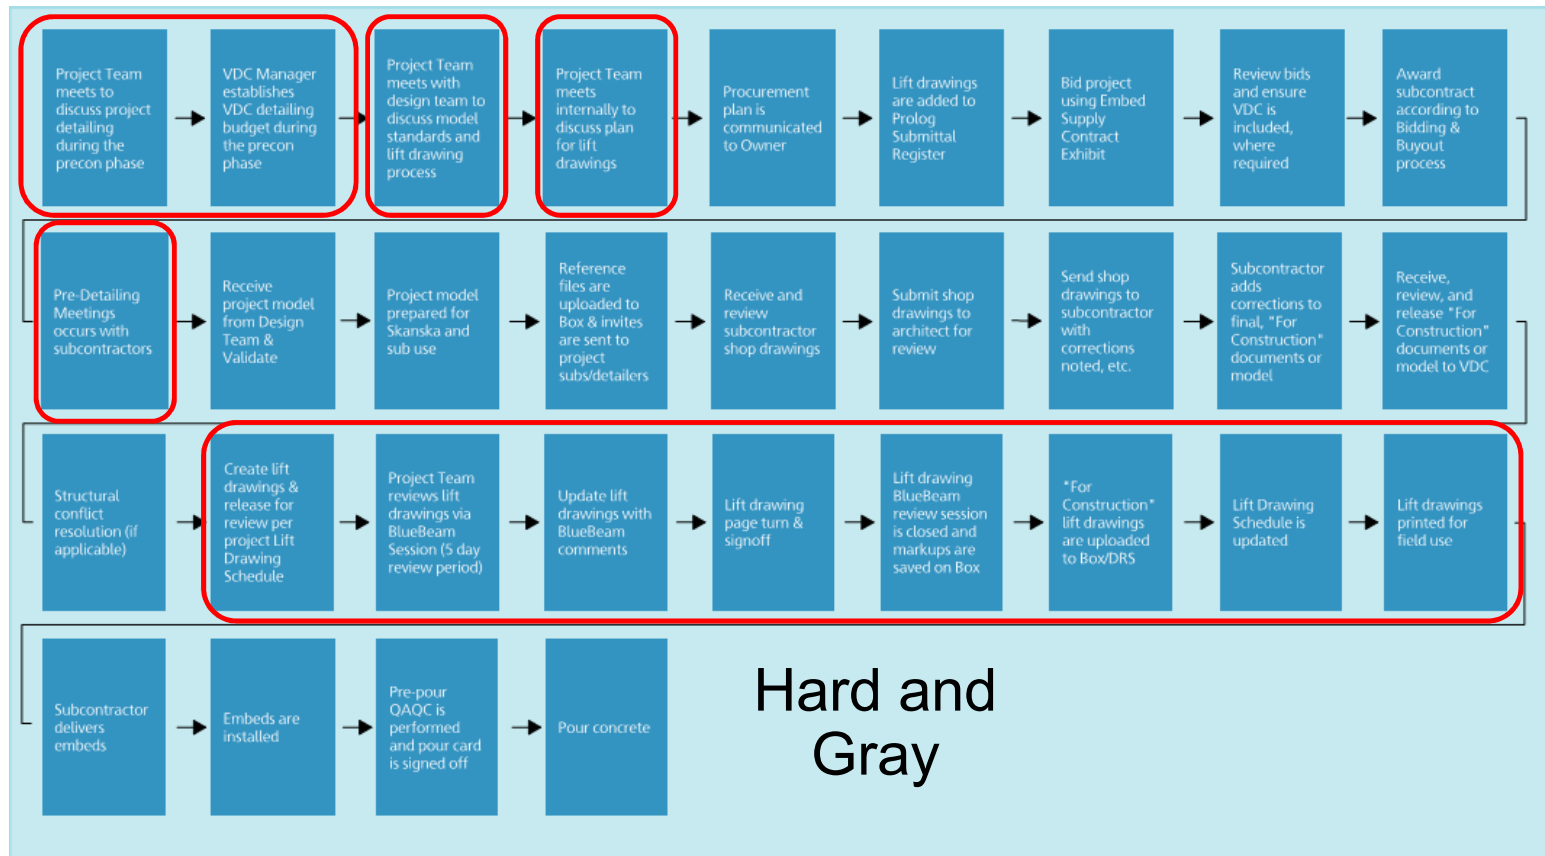 Project Team
meets to
discuss project
detailing
during the
precon phase
VDC Manager
establishes
VDC detailing
budget during
the precon
phase
Project Team
meets with
design team to
discuss model
standards and
lift drawing
process
Project Team
meets
internally to
discuss plan
for lift
drawings
Procurement
plan is
communicated
to Owner
Lift drawings
are added to
Prolog
Submittal
Register
Bid project
using Embed
Supply
Contract
Exhibit
Review bids
and ensure
VDC is
included,
where
required
Award
subcontract
according to
Bidding &
Buyout
process
Pre-Detailing
Meetings
occurs with
subcontractors
Receive
project model
from Design
Team &
Validate
Project model
prepared for
Skanska and
sub use
Reference
files are
uploaded to
Box & invites
are sent to
project
subs/detailers
Receive and
review
subcontractor
shop drawings
Submit shop
drawings to
architect for
review
Send shop
drawings to
subcontractor
with
corrections
noted, etc.
Subcontractor
adds
corrections to
final, "For
Construction"
documents or
model
Receive,
review, and
release "For
Construction"
documents or
model to VDC
Structural
conflict
resolution (if
applicable)
Create lift
drawings &
release for
review per
project Lift
Drawing
Schedule
Project Team
reviews lift
drawings via
BlueBeam
Session (5 day
review period)
Update lift
drawings with
BlueBeam
comments
Lift drawing
page turn &
signoff
Lift drawing
BlueBeam
review session
is closed and
markups are
saved on Box
"For
Construction"
lift drawings
are uploaded
to Box/DRS
Lift Drawing
Schedule is
updated
Lift drawings
printed for
field use
Subcontractor
delivers
embeds
Embeds are
installed
Pre-pour
QAQC is
performed
and pour card
is signed off
Pour concrete
Hard and
Gray